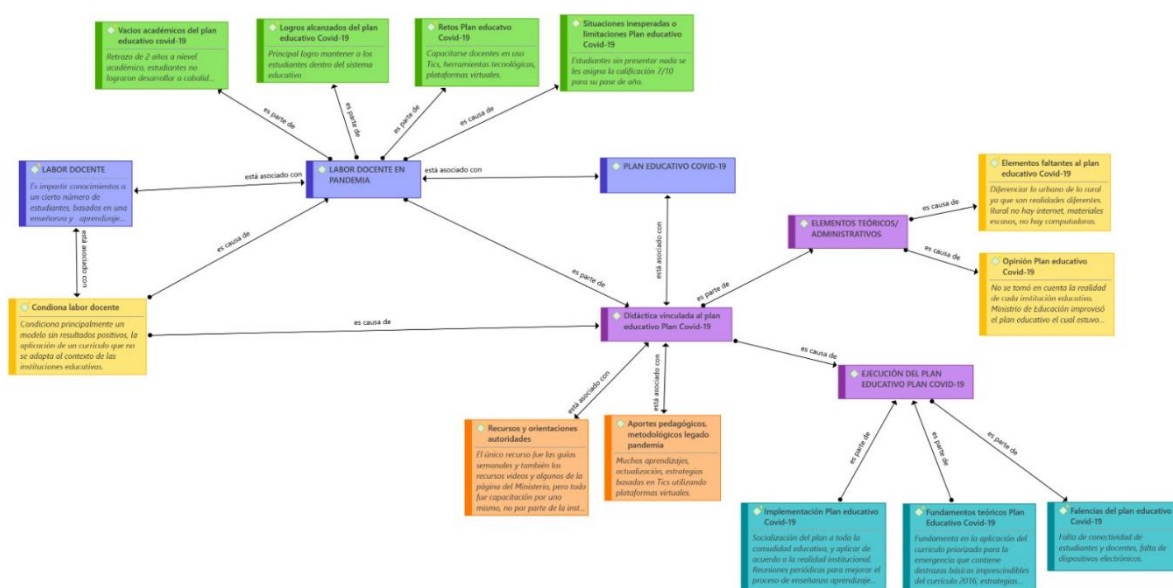 Vacios académicos del plan
educativo covid-19
Retrazo de 2 años a nievel
académico, estudiantes no
lograron desarrollar a cabalid...
Logros alcanzados del plan
educativo Covid-19
Principal logro mantener a los
estudiantes dentro del sistema
educativo
Retos Plan educatvo
Covid-19
Capacitarse docentes en uso
Tics, herramientas tecnológicas,
plataformas virtuales.
Situaciones inesperadas o
limitaciones Plan educativo
Covid-19
Estudiantes sin presentar nada se
les asigna la calificación 7/10
para su pase de año.
es parte de
es parte de
es parte de
es causa de
LABOR DOCENTE
Es impartir conocimientos a
un cierto número de
estudiantes, basados en una
enseñanza y aprendizaje...
está asociado con
LABOR DOCENTE EN
PANDEMIA
está asociado con
PLAN EDUCATIVO COVID-19
Elementos faltantes al plan
educativo Covid-19
Diferenciar lo urbano de lo rural
ya que son realidades diferentes.
Rural no hay internet, materiales
escasos, no hay computadoras.
es causa de
ELEMENTOS TEÓRICOS/
ADMINISTRATIVOS
es causa de
Opinión Plan educativo
Covid-19
No se tomó en cuenta la realidad
de cada institución educativa.
Ministrio de Educación improvisó
el plan educativo el cual estuvo...
está asociado con
es causa de
es parte de
está asociado con
es parte de
Condiona labor docente
Condiciona principalmente un
modelo sin resultados positivos, la
aplicación de un currículo que no
se adapta al contexto de las
instituciones educativas.
es causa de
Didáctica vinculada al plan
educativo Plan Covid-19
es causa de
EJECUCIÓN DEL PLAN
EDUCATIVO PLAN COVID-19
está asociado con
está asociado con
Recursos y orientaciones
autoridades
El único recurso fue las guías
semanales y también los
recursos videos y algunos de la
página del Ministerio, pero todo
fue capacitación por uno
mismo, no por parte de la inst...
Aportes pedagógicos,
metodológicos legado
pandemia
Muchos aprendizajes,
actualización, estrategias
basadas en Tics utilizando
plataformas virtuales.
es parte de
es parte de
es parte de
Implementación Plan educativo
Covid-19
Socialización del plan a toda la
comudidad educativa, y aplicar de
acuerdo a la realidad institucional.
Reuniones periódicas para mejorar el
proceso de enseñanza aprendizaje...
Fundamentos teóricos Plan
Educativo Covid-19
Fundamenta en la aplicación del
currículo priorizado para la
emergencia que contiene
destrazas básicas imprescindibles
del currículo 2016, estrategias...
Falencias del plan educativo
Covid-19
Falta de conectividad de
estudiantes y docentes, falta de
dispositivos electrónicos.